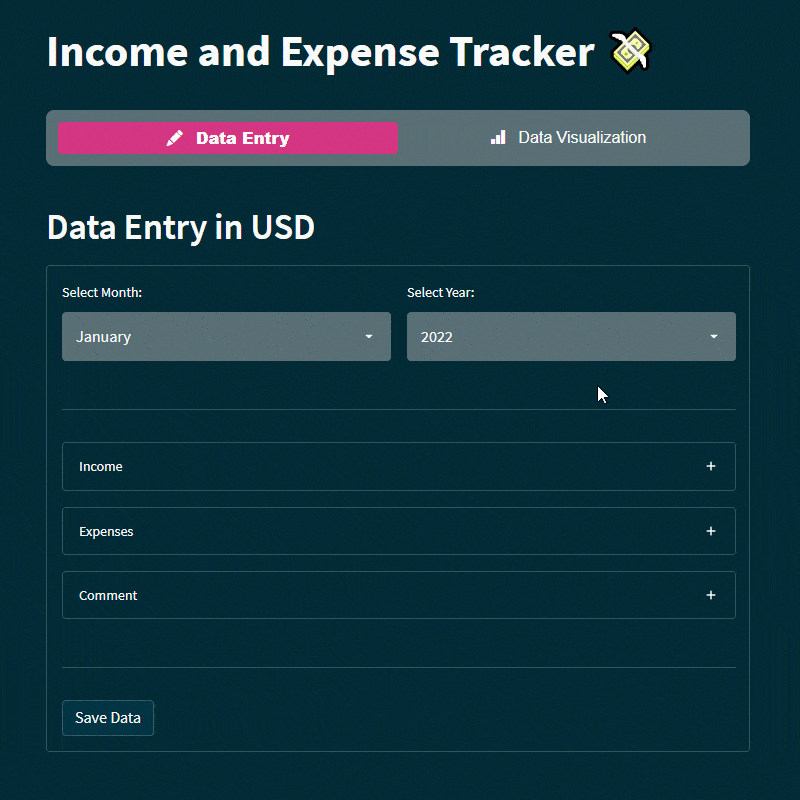 Income and Expense Tracker
Data Entry
Data Visualization
Data Entry in USD
Select Month:
Select Year:
January
2022
Income
Expenses
Comment
Save Data